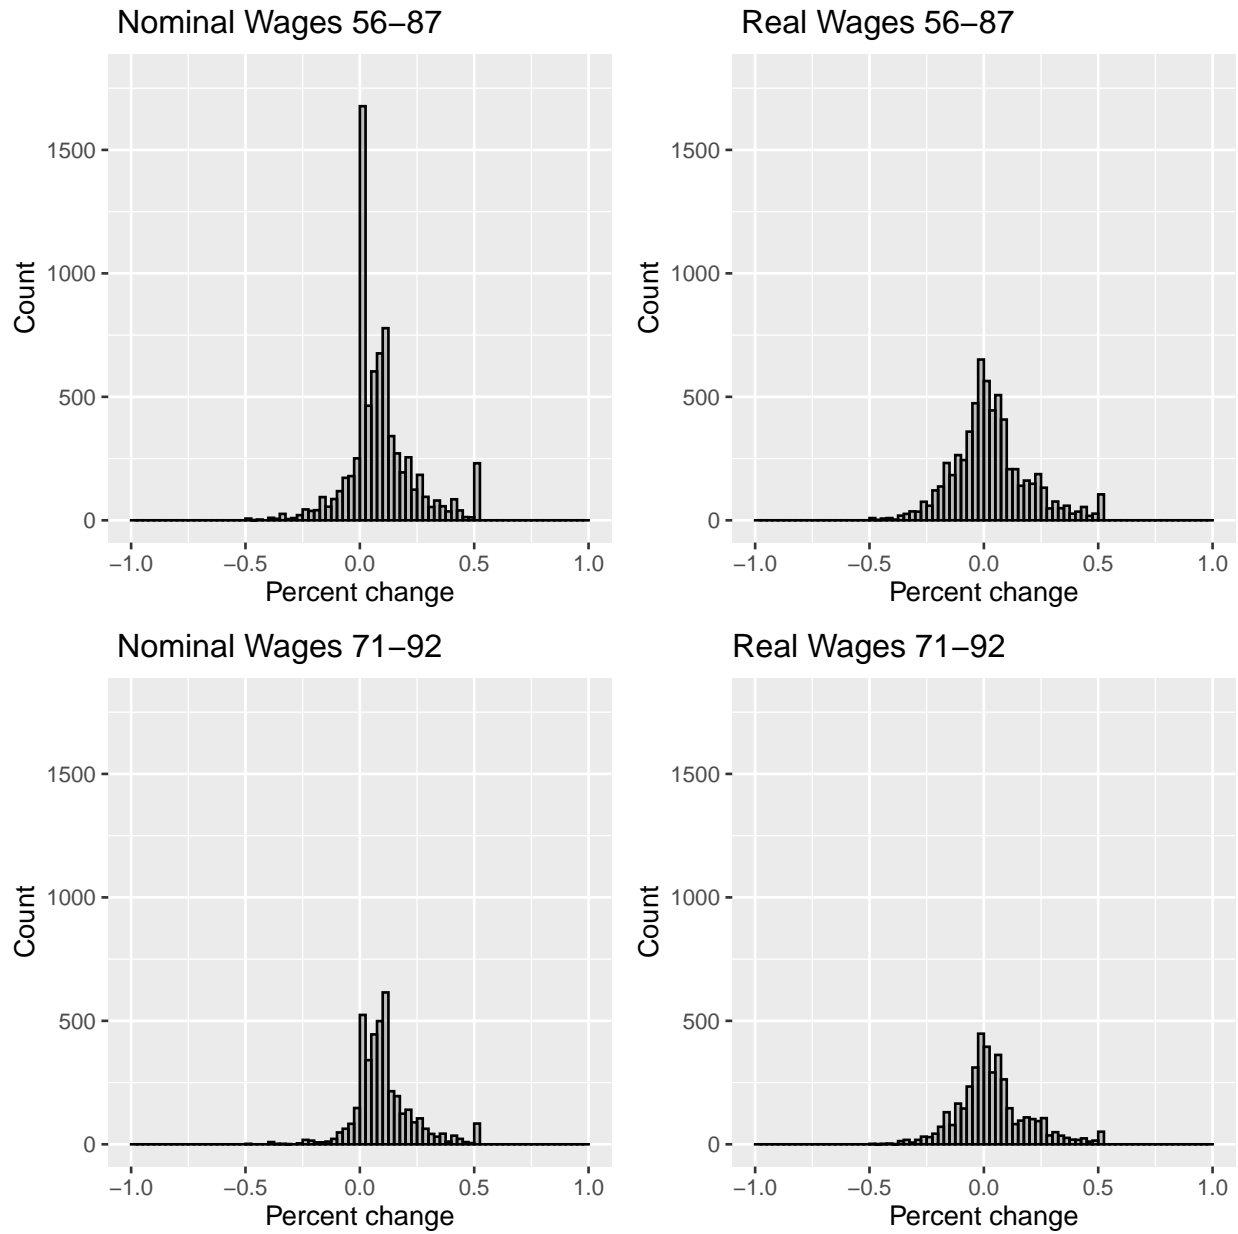 Nominal Wages 56−87
Real Wages 56−87
Count
1500
1000
500
0
−1.0 −0.5 0.0 0.5 1.0
Percent change
Count
1500
1000
500
0
−1.0 −0.5 0.0 0.5 1.0
Percent change
Nominal Wages 71−92
Real Wages 71−92
Count
1500
1000
500
0
−1.0 −0.5 0.0 0.5 1.0
Percent change
Count
1500
1000
500
0
−1.0 −0.5 0.0 0.5 1.0
Percent change